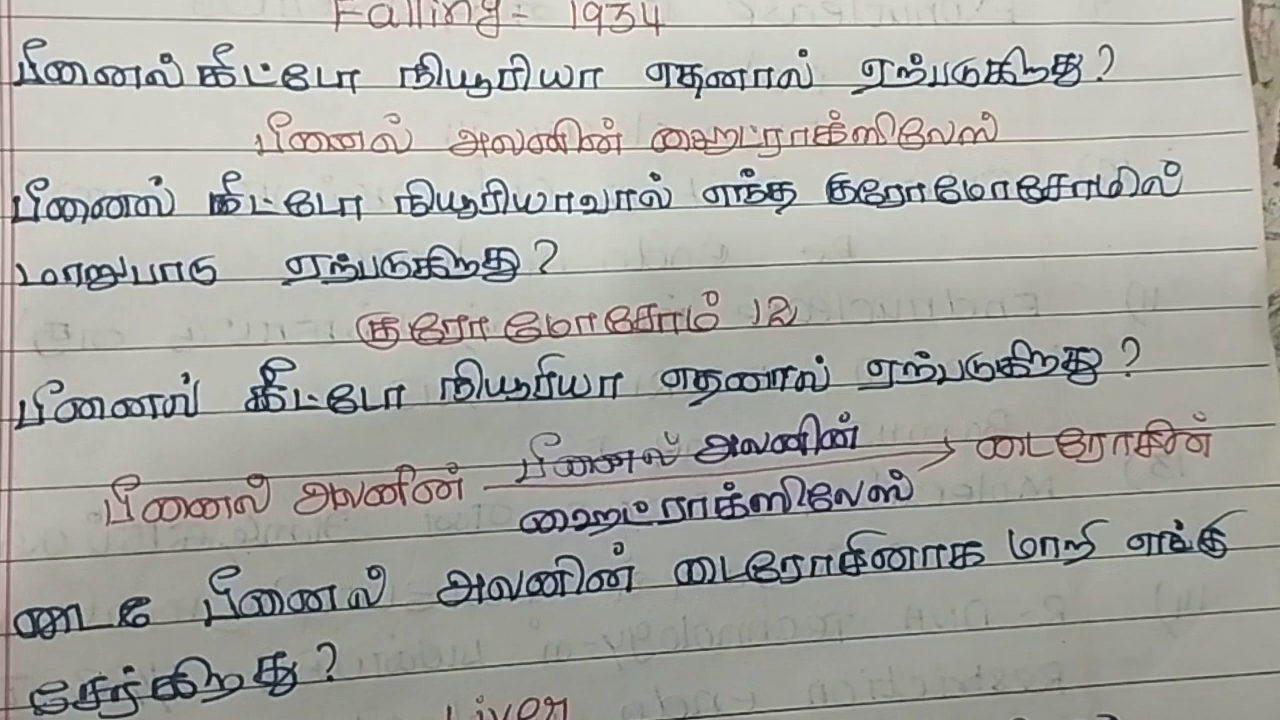 Falling - 1934
பீனைல் கீட்டோ நியூரியா எதனால் ஏற்படுகிறது?
பீனைல் அலனின் ஹைட்ராக்ஸிலேஸ்
பீனைல் கீட்டோ நியூரியாவால் எந்த குரோமோசோமில்
மாறுபாடு ஏற்படுகிறது?
குரோமோசோம் 12
பீனைல் கீட்டோ நியூரியா எதனால் ஏற்படுகிறது?
பீனைல் அலனின்
பீனைல் அலனின் → டைரோசின்
ஹைட்ராக்ஸிலேஸ்
பீனைல் அலனின் டைரோசினாக மாறி எங்கு
சேர்கிறது?
Liver